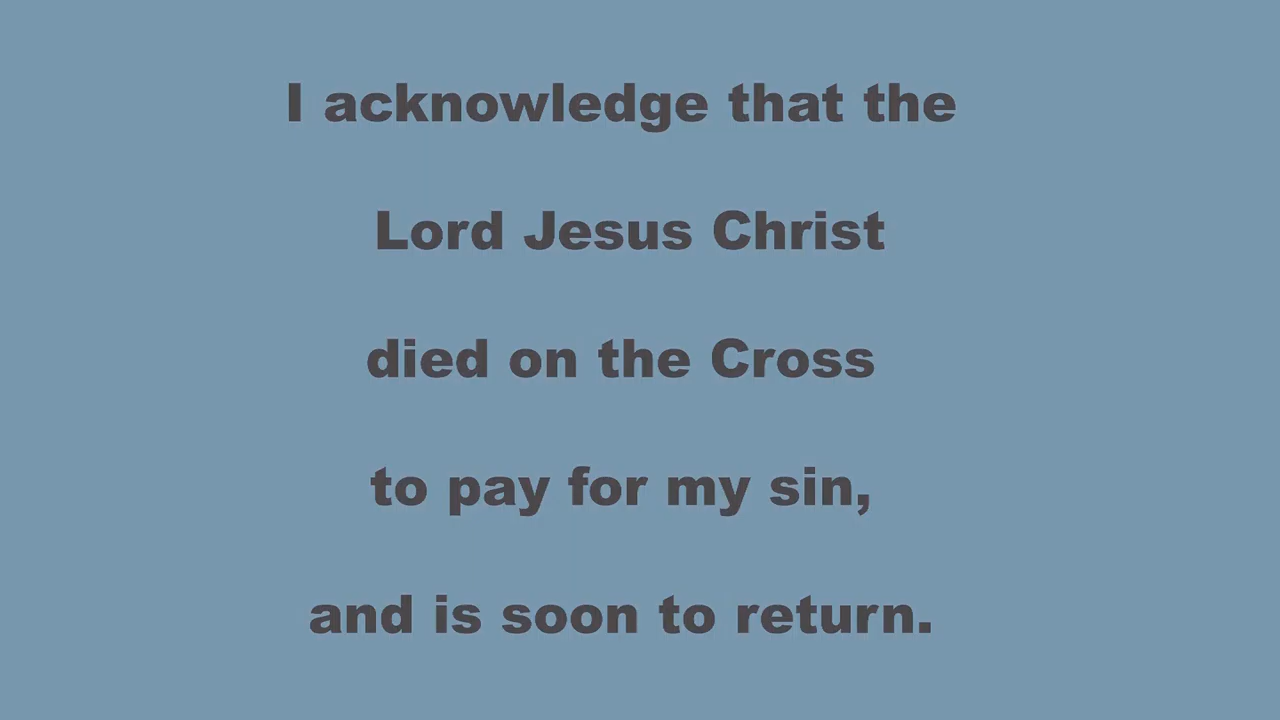 I acknowledge that the
Lord Jesus Christ
died on the Cross
to pay for my sin,
and is soon to return.